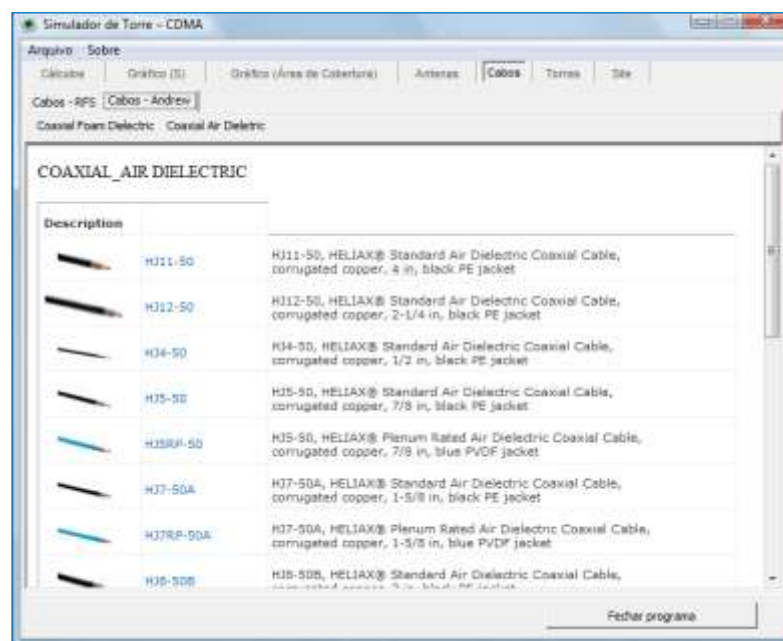 Simulador de Torre - CDMA
Arquivo Sobre
Cálculos Gráfico (S) Gráfico (Área de Cobertura) Antenas Cabos Torres Site
Cabos - RFS Cabos - Andrew
Coaxial Foam Dielectric Coaxial Air Dieletric
COAXIAL_AIR DIELECTRIC
Description
HJ11-50 HJ11-50, HELIAX® Standard Air Dielectric Coaxial Cable,
corrugated copper, 4 in, black PE jacket
HJ12-50 HJ12-50, HELIAX® Standard Air Dielectric Coaxial Cable,
corrugated copper, 2-1/4 in, black PE jacket
HJ4-50 HJ4-50, HELIAX® Standard Air Dielectric Coaxial Cable,
corrugated copper, 1/2 in, black PE jacket
HJ5-50 HJ5-50, HELIAX® Standard Air Dielectric Coaxial Cable,
corrugated copper, 7/8 in, black PE jacket
HJ5RP-50 HJ5-50, HELIAX® Plenum Rated Air Dielectric Coaxial Cable,
corrugated copper, 7/8 in, blue PVDF jacket
HJ7-50A HJ7-50A, HELIAX® Standard Air Dielectric Coaxial Cable,
corrugated copper, 1-5/8 in, black PE jacket
HJ7RP-50A HJ7-50A, HELIAX® Plenum Rated Air Dielectric Coaxial Cable,
corrugated copper, 1-5/8 in, blue PVDF jacket
HJ8-50B HJ8-50B, HELIAX® Standard Air Dielectric Coaxial Cable,
Fechar programa